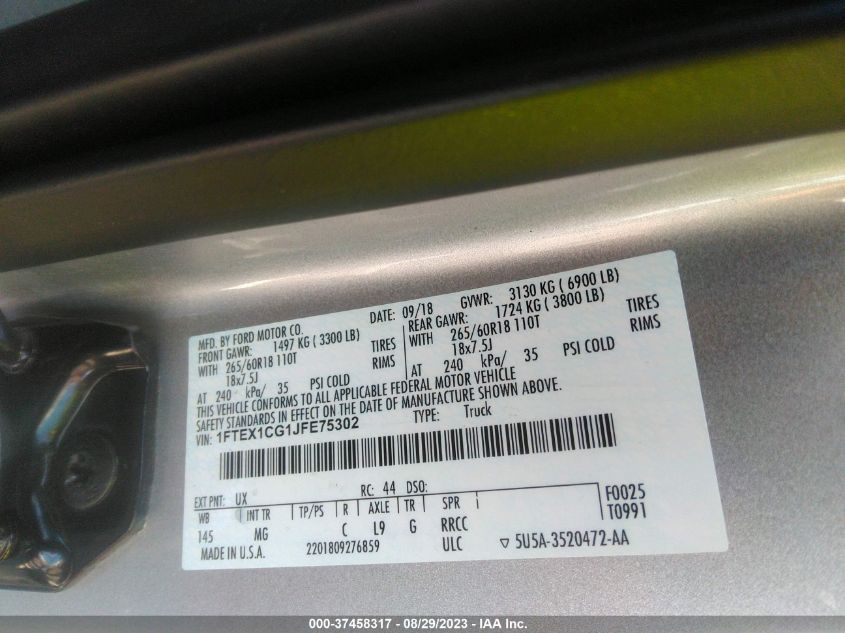 MFD. BY FORD MOTOR CO. DATE: 09/18 GVWR: 3130 KG ( 6900 LB)
FRONT GAWR: 1497 KG ( 3300 LB) REAR GAWR: 1724 KG ( 3800 LB)
WITH 265/60R18 110T TIRES WITH 265/60R18 110T TIRES
18x7.5J RIMS 18x7.5J RIMS
AT 240 kPa/ 35 PSI COLD AT 240 kPa/ 35 PSI COLD
THIS VEHICLE CONFORMS TO ALL APPLICABLE FEDERAL MOTOR VEHICLE
SAFETY STANDARDS IN EFFECT ON THE DATE OF MANUFACTURE SHOWN ABOVE.
VIN: 1FTEX1CG1JFE75302 TYPE: Truck
EXT PNT: UX RC: 44 DSO:
WB INT TR TP/PS R AXLE TR SPR F0025
145 MG C L9 G RRCC T0991
MADE IN U.S.A. 2201809276859 ULC ▽ 5U5A-3520472-AA
000-37458317 - 08/29/2023 - IAA Inc.